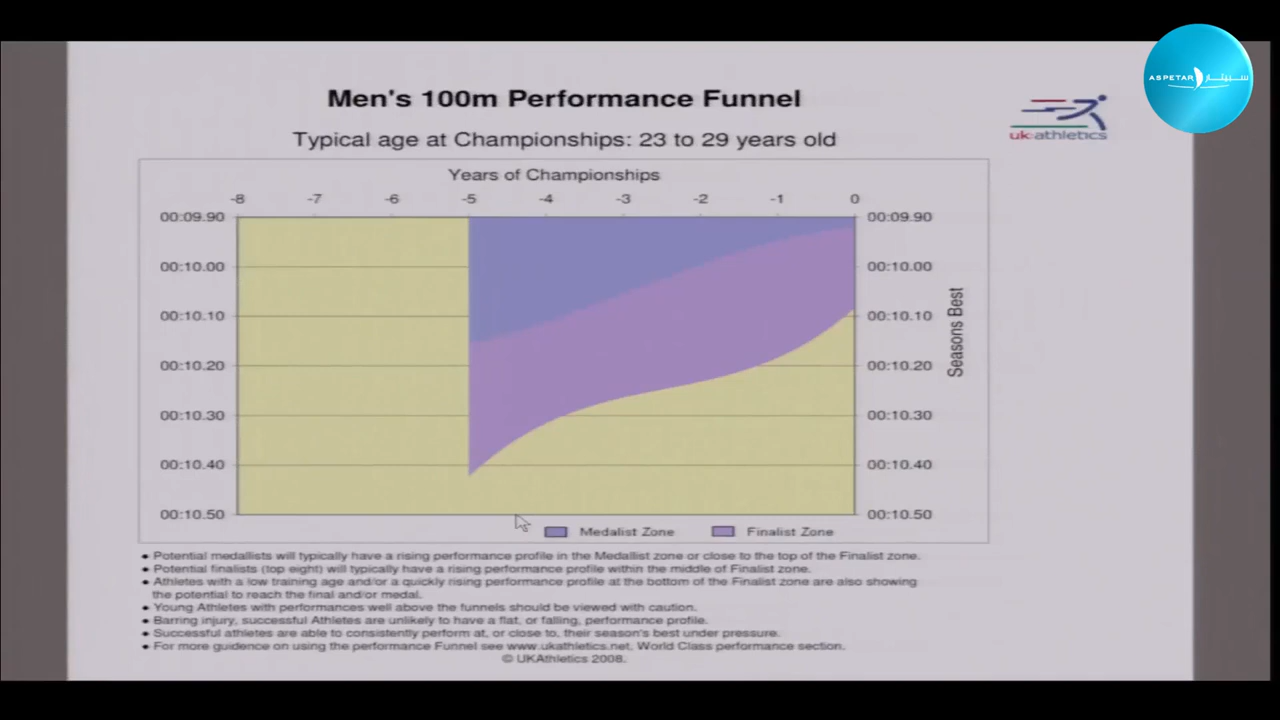 ASPETAR سبيتار
Men's 100m Performance Funnel
uk:athletics
Typical age at Championships: 23 to 29 years old
Years of Championships
-8 -7 -6 -5 -4 -3 -2 -1 0
00:09.90 00:09.90
00:10.00 00:10.00
00:10.10 00:10.10
00:10.20 00:10.20
00:10.30 00:10.30
00:10.40 00:10.40
00:10.50 00:10.50
Seasons Best
Medalist Zone Finalist Zone
• Potential medallists will typically have a rising performance profile in the Medallist zone or close to the top of the Finalist zone.
• Potential finalists (top eight) will typically have a rising performance profile within the middle of Finalist zone.
• Athletes with a low training age and/or a quickly rising performance profile at the bottom of the Finalist zone are also showing
the potential to reach the final and/or medal.
• Young Athletes with performances well above the funnels should be viewed with caution.
• Barring injury, successful Athletes are unlikely to have a flat, or falling, performance profile.
• Successful athletes are able to consistently perform at, or close to, their season's best under pressure.
• For more guidance on using the performance Funnel see www.ukathletics.net, World Class performance section.
© UKAthletics 2008.